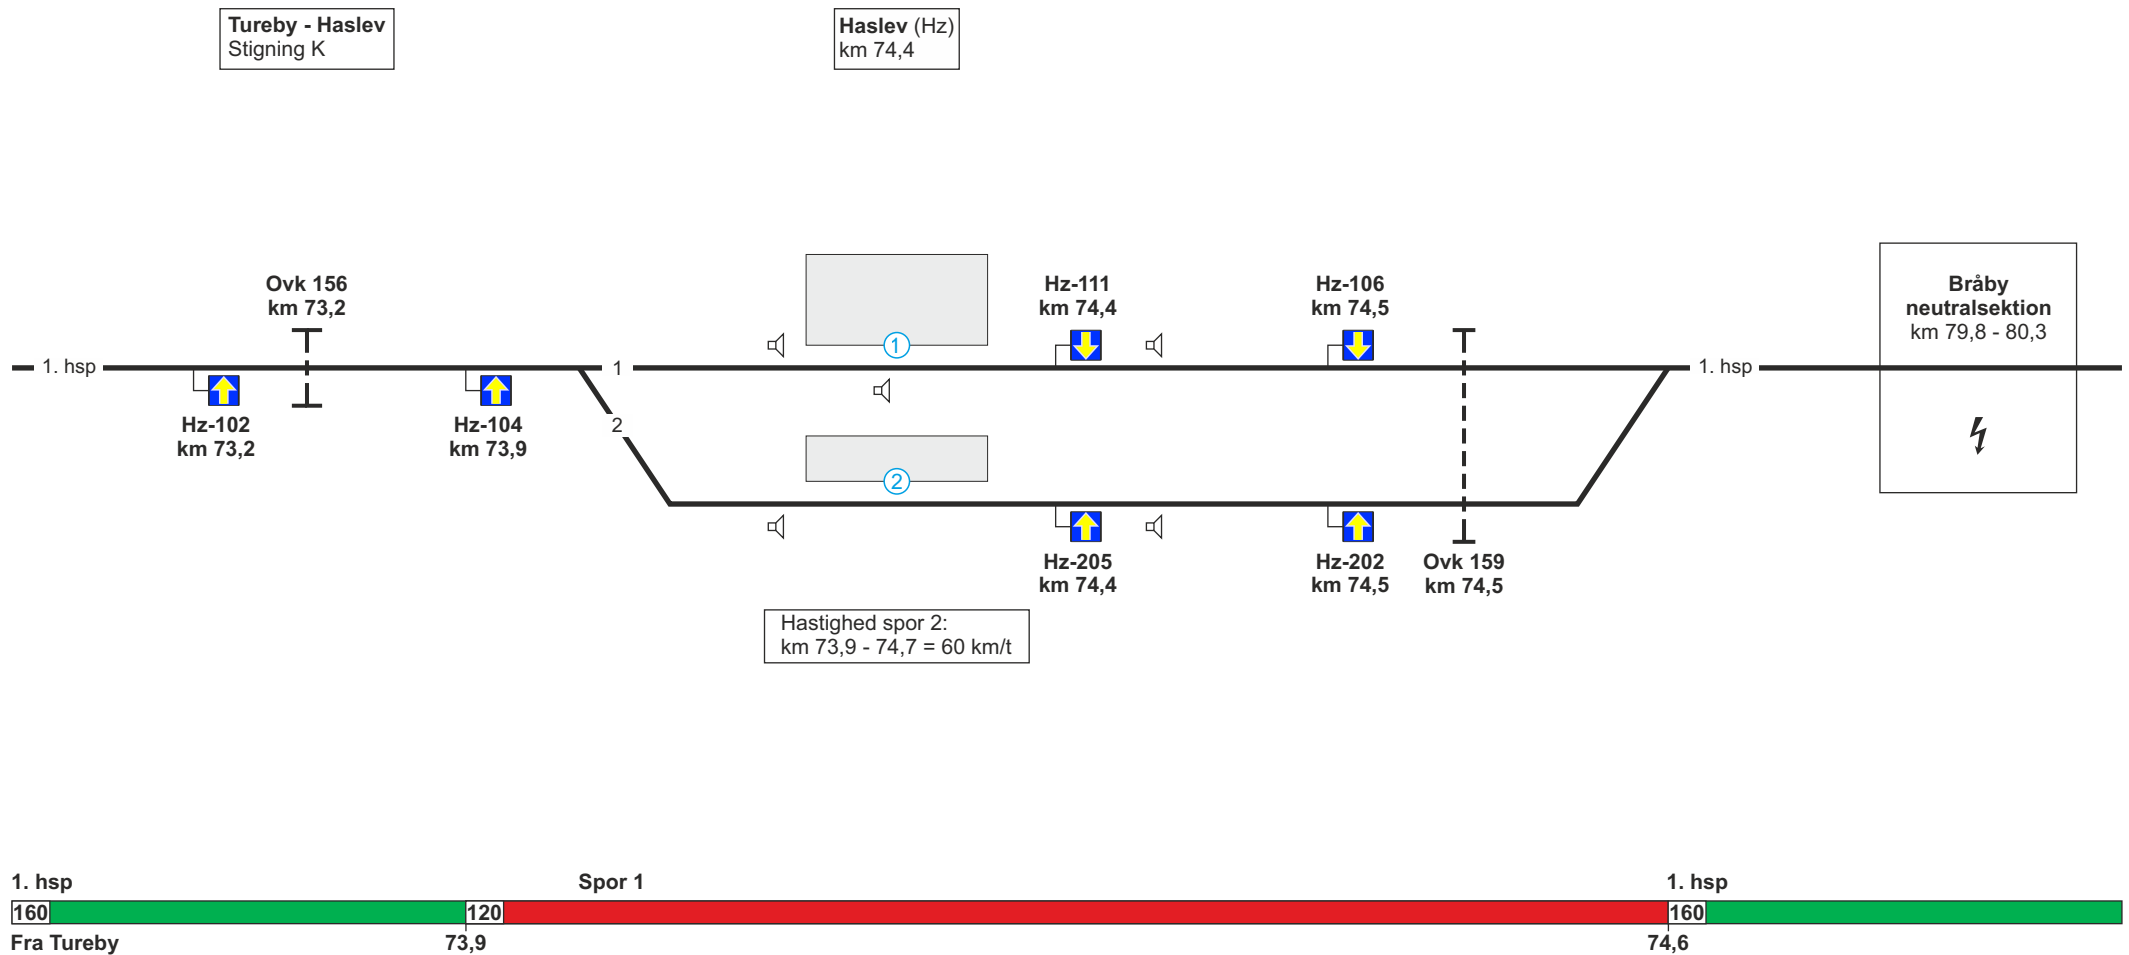 Tureby - Haslev
Stigning K
Haslev (Hz)
km 74,4
Ovk 156
km 73,2
Hz-111
km 74,4
Hz-106
km 74,5
Bråby
neutralsektion
km 79,8 - 80,3
1
1. hsp
1
1. hsp
Hz-102
km 73,2
Hz-104
km 73,9
2
2
Hz-205
km 74,4
Hz-202
km 74,5
Ovk 159
km 74,5
Hastighed spor 2:
km 73,9 - 74,7 = 60 km/t
1. hsp
Spor 1
1. hsp
160
120
160
Fra Tureby
73,9
74,6